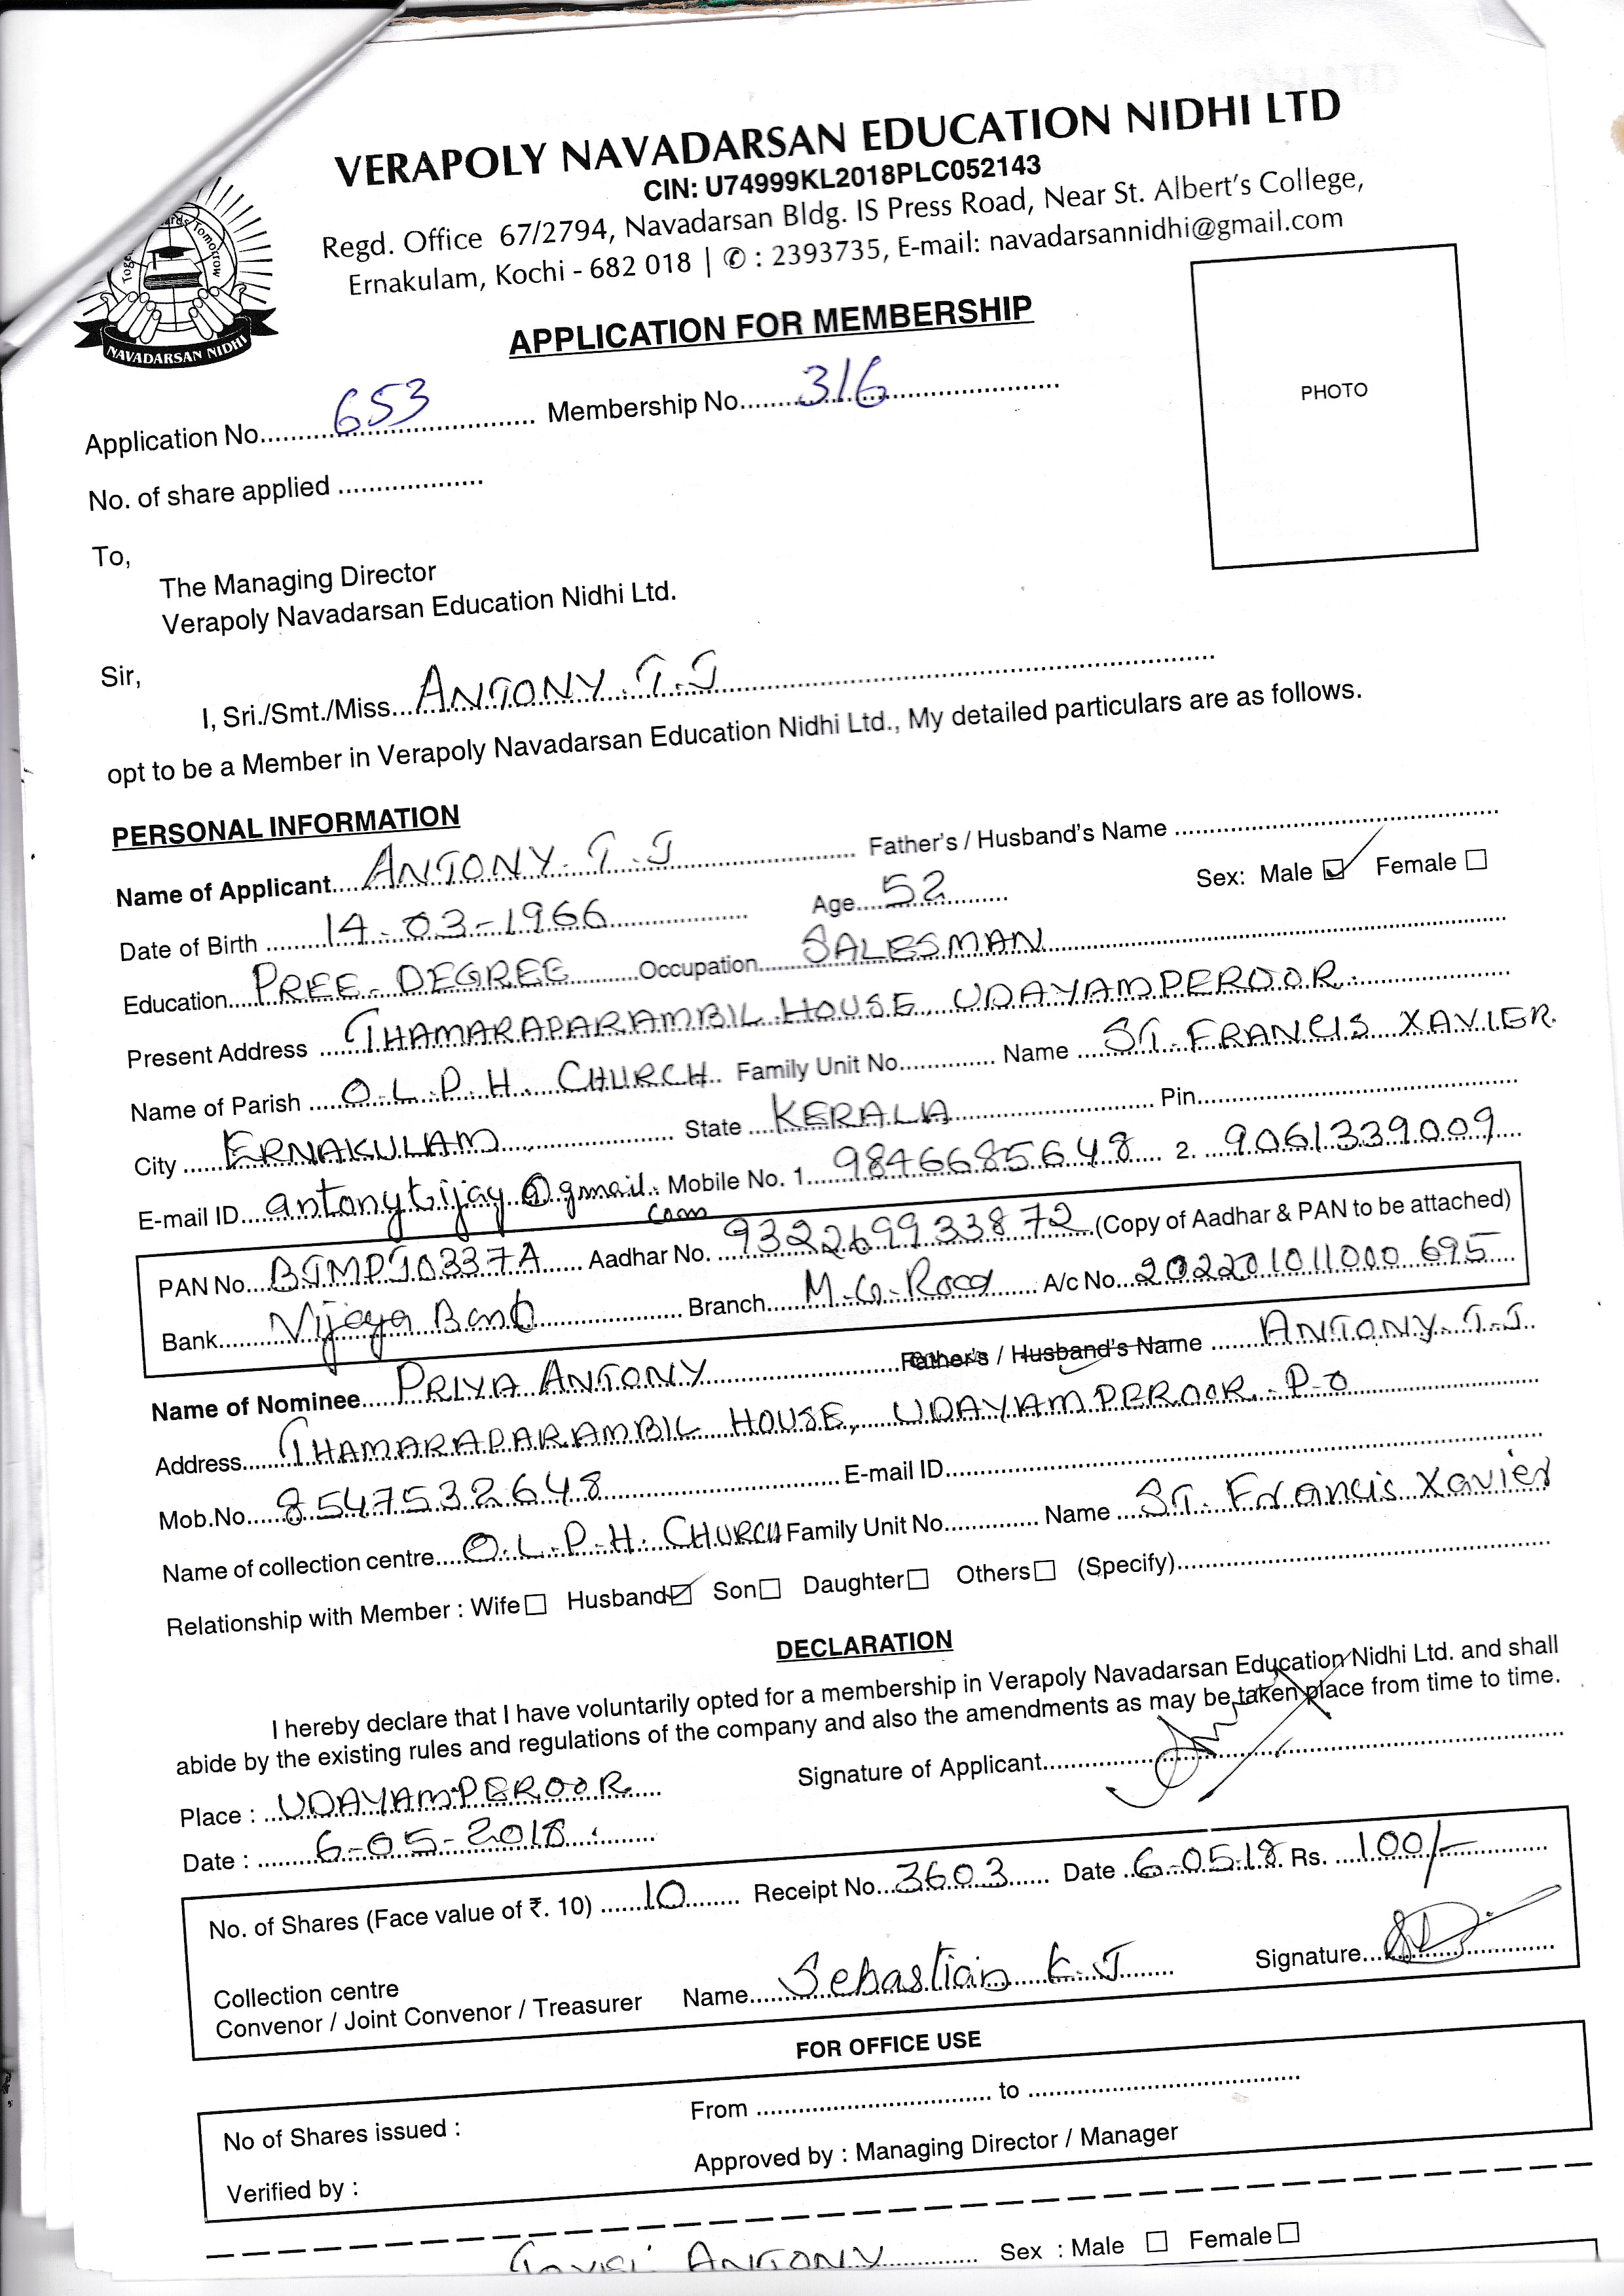 VERAPOLY NAVADARSAN EDUCATION NIDHI LTD
CIN: U74999KL2018PLC052143
Regd. Office 67/2794, Navadarsan Bldg. IS Press Road, Near St. Albert's College,
Ernakulam, Kochi - 682 018 | ✆ : 2393735, E-mail: navadarsannidhi@gmail.com
Tomorrow
NAVADARSAN NIDHI
APPLICATION FOR MEMBERSHIP
PHOTO
Application No. 653 Membership No. 316
No. of share applied
To,
The Managing Director
Verapoly Navadarsan Education Nidhi Ltd.
Sir,
I, Sri./Smt./Miss ANTONY. T.J
opt to be a Member in Verapoly Navadarsan Education Nidhi Ltd., My detailed particulars are as follows.
PERSONAL INFORMATION
Name of Applicant ANTONY. T.J Father's / Husband's Name
Date of Birth 14-03-1966 Age 52 Sex: Male ☑ Female ☐
Education PREE-DEGREE Occupation SALESMAN
Present Address THAMARAPARAMBIL HOUSE, UDAYAMPEROOR.
Name of Parish O.L.P.H. CHURCH Family Unit No. Name ST. FRANCIS XAVIER.
City ERNAKULAM State KERALA Pin
E-mail ID antonytijay@gmail.com Mobile No. 1. 9846685648 2. 9061339009
PAN No. Aadhar No. 932269933872 (Copy of Aadhar & PAN to be attached)
Bank Vijaya Bank Branch M.G.Road A/c No. 202201011000695
Name of Nominee PRIYA ANTONY Father's / Husband's Name ANTONY. T.J.
Address THAMARAPARAMBIL HOUSE, UDAYAMPEROOR. P.O
Mob.No. 8547532648 E-mail ID
Name of collection centre O.L.P.H. CHURCH Family Unit No. Name ST. Francis Xavier
Relationship with Member : Wife ☐ Husband ☑ Son ☐ Daughter ☐ Others ☐ (Specify)
DECLARATION
I hereby declare that I have voluntarily opted for a membership in Verapoly Navadarsan Education Nidhi Ltd. and shall
abide by the existing rules and regulations of the company and also the amendments as may be taken place from time to time.
Signature of Applicant
Place : UDAYAMPEROOR
Date : 6-05-2018
No. of Shares (Face value of ₹. 10) 10 Receipt No. 3603 Date 6-05-18 Rs. 100/-
Collection centre
Convenor / Joint Convenor / Treasurer Name Sebastian K.J Signature
FOR OFFICE USE
No of Shares issued : From to
Verified by : Approved by : Managing Director / Manager
ANTONY Sex : Male ☐ Female ☐